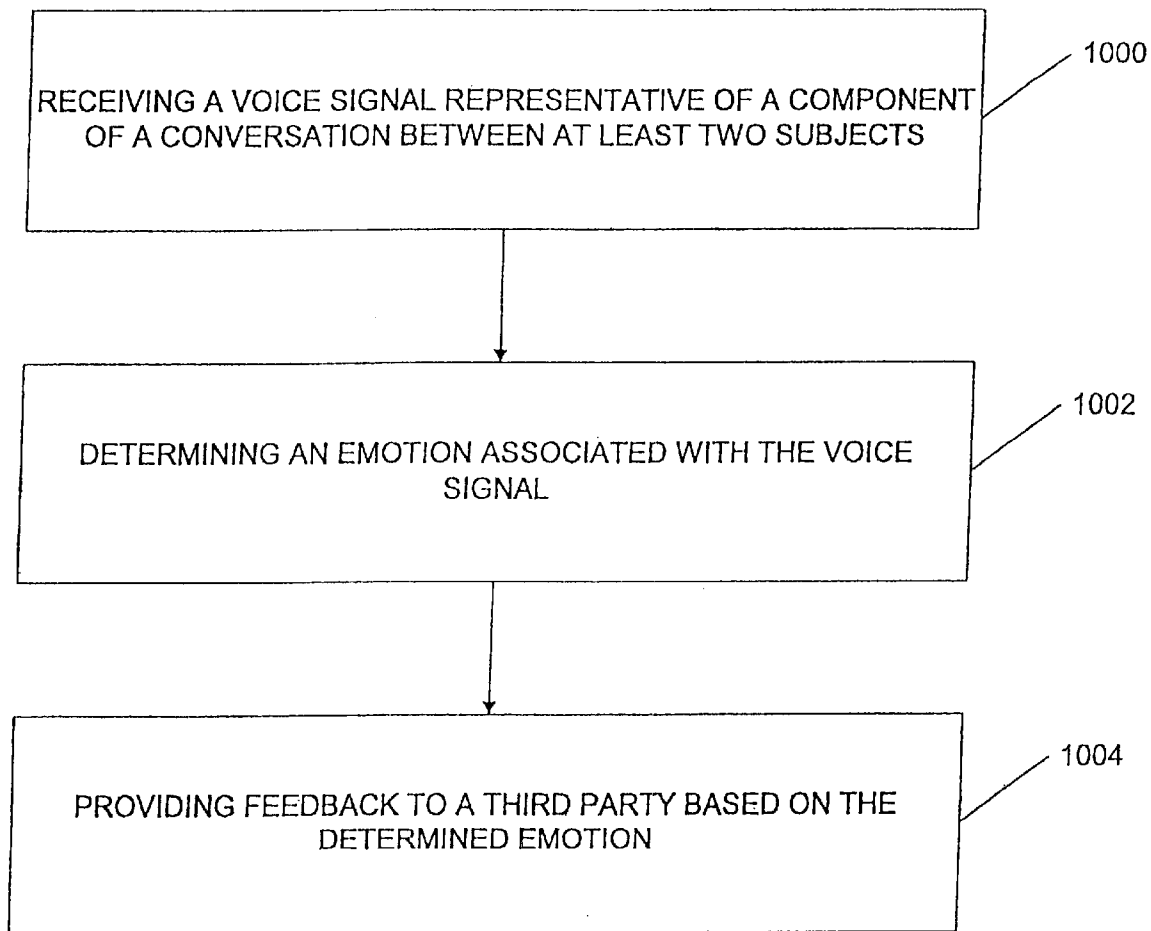 1000
RECEIVING A VOICE SIGNAL REPRESENTATIVE OF A COMPONENT
OF A CONVERSATION BETWEEN AT LEAST TWO SUBJECTS
1002
DETERMINING AN EMOTION ASSOCIATED WITH THE VOICE
SIGNAL
1004
PROVIDING FEEDBACK TO A THIRD PARTY BASED ON THE
DETERMINED EMOTION